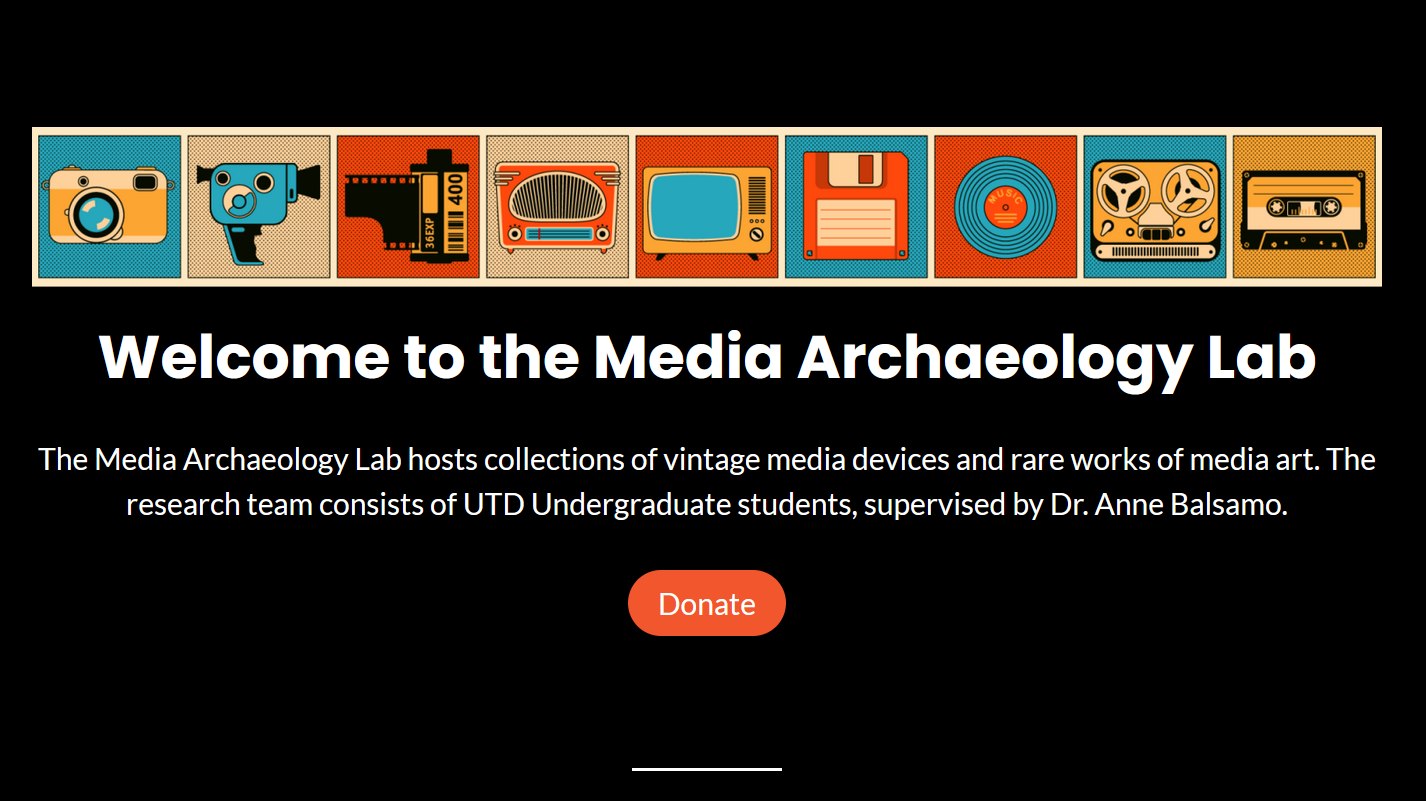 36EXP
400
MUSIC
Welcome to the Media Archaeology Lab
The Media Archaeology Lab hosts collections of vintage media devices and rare works of media art. The
research team consists of UTD Undergraduate students, supervised by Dr. Anne Balsamo.
Donate